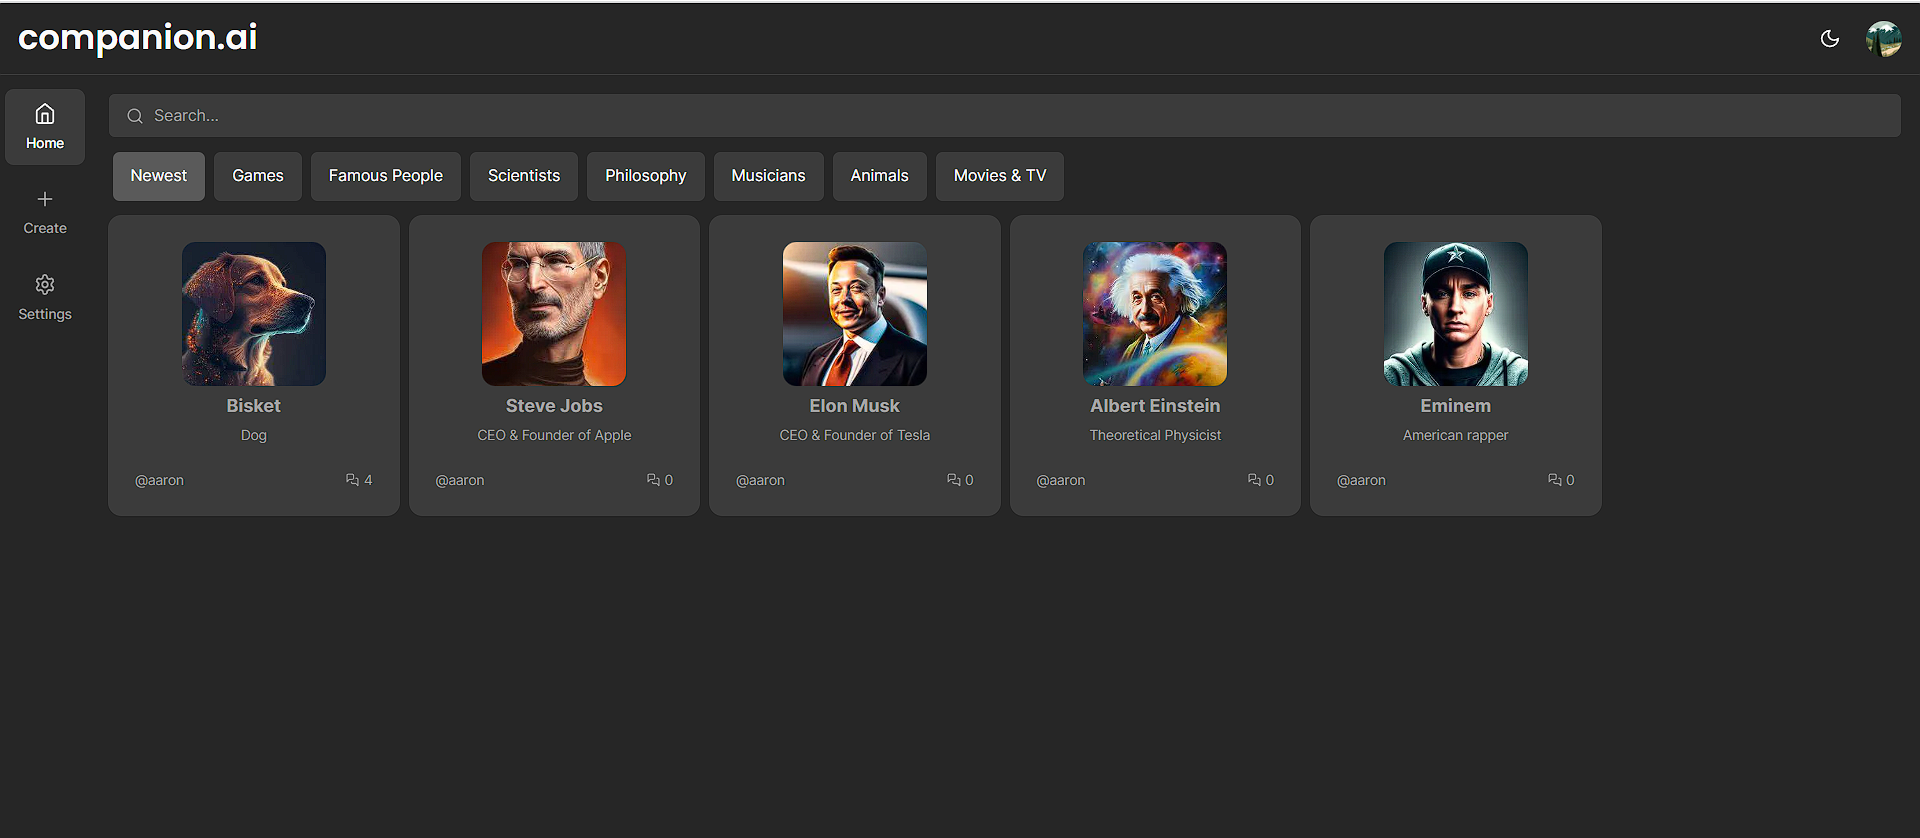 companion.ai
Home
Create
Settings
Search...
Newest Games Famous People Scientists Philosophy Musicians Animals Movies & TV
Bisket
Dog
@aaron 4
Steve Jobs
CEO & Founder of Apple
@aaron 0
Elon Musk
CEO & Founder of Tesla
@aaron 0
Albert Einstein
Theoretical Physicist
@aaron 0
Eminem
American rapper
@aaron 0